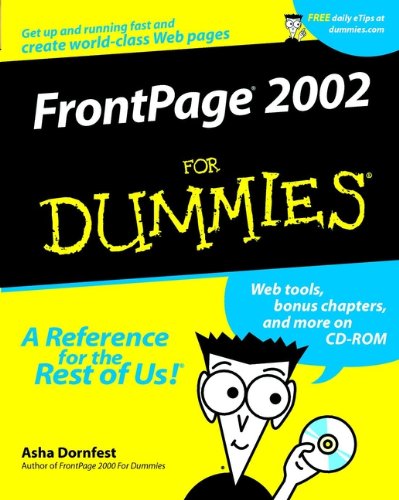 Get up and running fast and
create world-class Web pages
FREE daily eTips at
dummies.com
FrontPage® 2002
FOR
DUMMIES®
Web tools,
bonus chapters,
and more on
CD-ROM
A Reference
for the
Rest of Us!®
Asha Dornfest
Author of FrontPage 2000 For Dummies